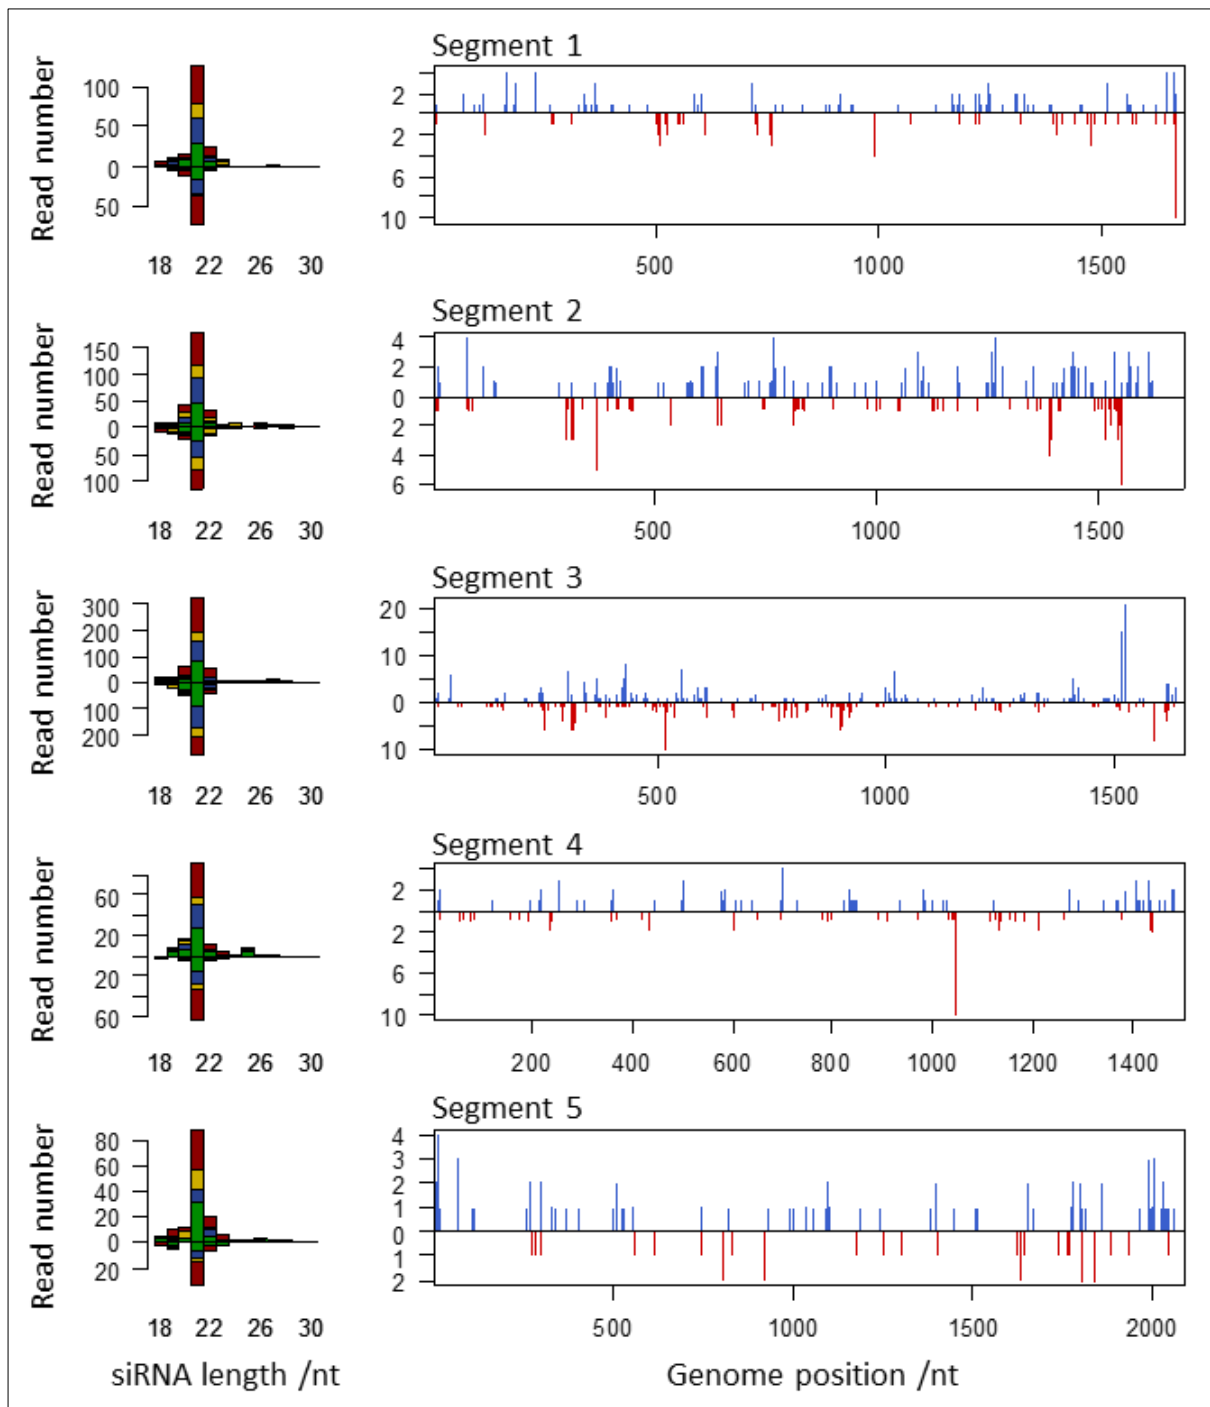 Segment 1
Read number
100
50
0
50
18 22 26 30
2
2
6
10
500 1000 1500
Segment 2
Read number
150
100
50
0
50
100
18 22 26 30
4
2
0
2
4
6
500 1000 1500
Segment 3
Read number
300
200
100
0
100
200
18 22 26 30
20
10
0
10
500 1000 1500
Segment 4
Read number
60
20
20
60
18 22 26 30
2
2
6
10
200 400 600 800 1000 1200 1400
Segment 5
Read number
80
60
40
20
0
20
18 22 26 30
4
3
2
1
0
1
2
500 1000 1500 2000
siRNA length /nt
Genome position /nt